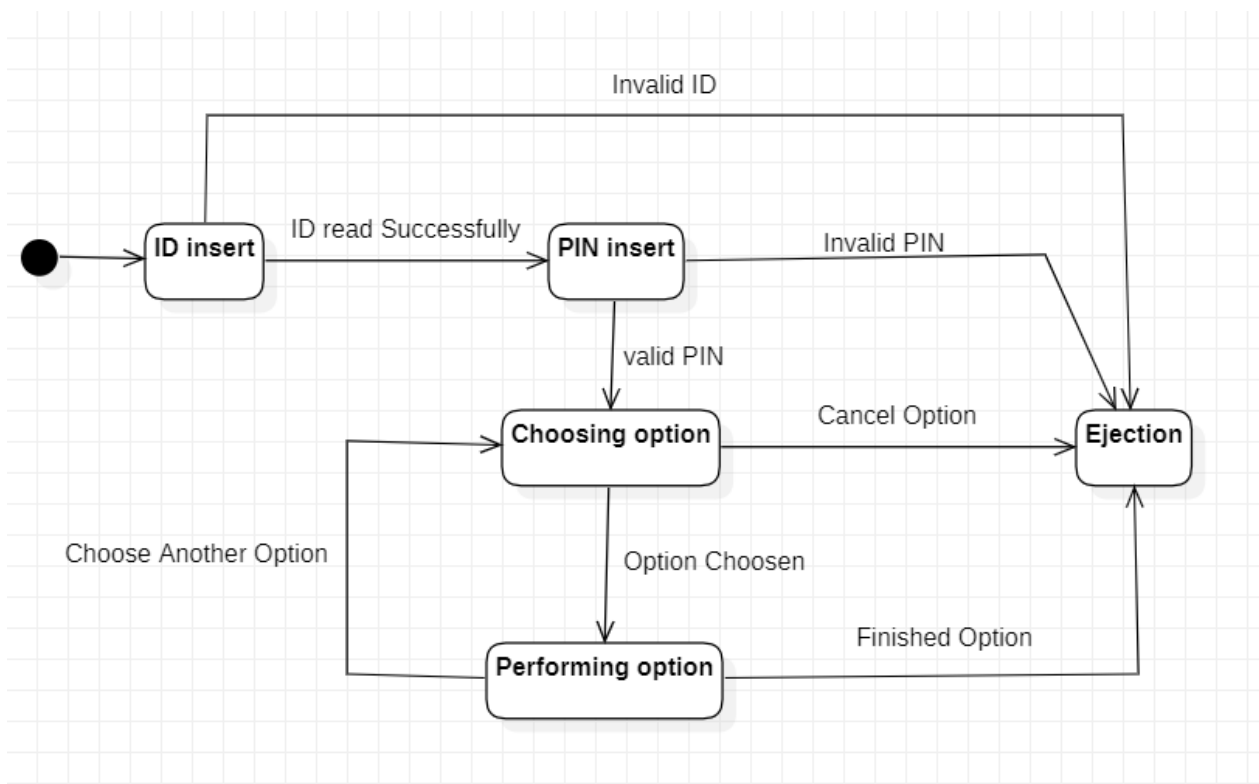 Invalid ID
ID insert
ID read Successfully
PIN insert
Invalid PIN
valid PIN
Choosing option
Cancel Option
Ejection
Choose Another Option
Option Choosen
Finished Option
Performing option